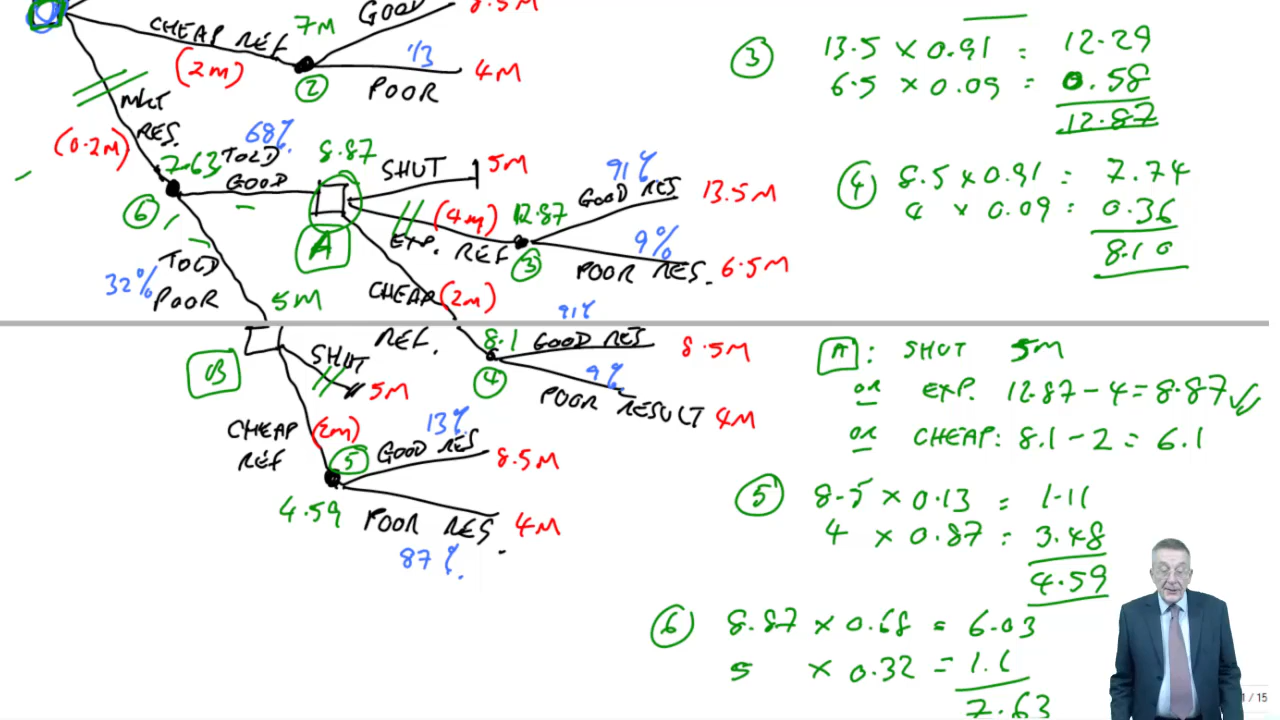 GOOD 8.5M
CHEAP REF 7M
(2m) ② 1/3 4M
POOR
MKT RES.
(0.2M)
68%
7.63 TOLD GOOD 8.87
SHUT 5M
⑥ A
EXP. REF (4m) 12.87
③
91%
GOOD RES 13.5M
9%
POOR RES. 6.5M
32% TOLD POOR 5M
CHEAP REF. (2m)
8.1 ④
91%
GOOD RES 8.5M
9%
POOR RESULT 4M
B
SHUT 5M
CHEAP REF (2m)
⑤ 4.59
13%
GOOD RES 8.5M
POOR RES. 4M
87%
③ 13.5 x 0.91 = 12.29
6.5 x 0.09 = 0.58
12.87
④ 8.5 x 0.91 = 7.74
4 x 0.09 = 0.36
8.10
A : SHUT 5M
OR EXP. 12.87 - 4 = 8.87 ✓✓
OR CHEAP: 8.1 - 2 = 6.1
⑤ 8.5 x 0.13 = 1.11
4 x 0.87 = 3.48
4.59
⑥ 8.87 x 0.68 = 6.03
5 x 0.32 = 1.6
7.63
/ 15